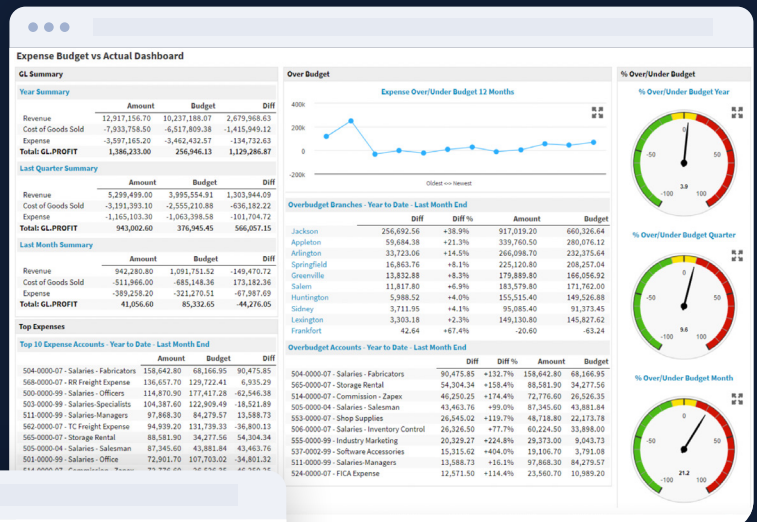 Expense Budget vs Actual Dashboard
GL Summary
Year Summary
Amount Budget Diff
Revenue 12,917,156.70 10,237,188.07 2,679,968.63
Cost of Goods Sold -7,933,758.50 -6,517,809.38 -1,415,949.12
Expense -3,597,165.20 -3,462,432.57 -134,732.63
Total: GL.PROFIT 1,386,233.00 256,946.13 1,129,286.87
Last Quarter Summary
Amount Budget Diff
Revenue 5,299,499.00 3,995,554.91 1,303,944.09
Cost of Goods Sold -3,191,393.10 -2,555,210.88 -636,182.22
Expense -1,165,103.30 -1,063,398.58 -101,704.72
Total: GL.PROFIT 943,002.60 376,945.45 566,057.15
Last Month Summary
Amount Budget Diff
Revenue 942,280.80 1,091,751.52 -149,470.72
Cost of Goods Sold -511,966.00 -685,148.36 173,182.36
Expense -389,258.20 -321,270.51 -67,987.69
Total: GL.PROFIT 41,056.60 85,332.65 -44,276.05
Top Expenses
Top 10 Expense Accounts - Year to Date - Last Month End
Amount Budget Diff
504-0000-07 - Salaries - Fabricators 158,642.80 68,166.95 90,475.85
568-0000-07 - RR Freight Expense 136,657.70 129,722.41 6,935.29
500-0000-99 - Salaries - Officers 114,870.90 177,417.28 -62,546.38
503-0000-99 - Salaries-Specialists 104,387.60 122,909.49 -18,521.89
511-0000-99 - Salaries-Managers 97,868.30 84,279.57 13,588.73
562-0000-07 - TC Freight Expense 94,939.20 131,739.33 -36,800.13
565-0000-07 - Storage Rental 88,581.90 34,277.56 54,304.34
505-0000-04 - Salaries - Salesman 87,345.60 43,881.84 43,463.76
501-0000-99 - Salaries - Office 72,901.70 107,703.02 -34,801.32
Over Budget
Expense Over/Under Budget 12 Months
400k
200k
0
-200k
Oldest <=> Newest
Overbudget Branches - Year to Date - Last Month End
Diff Diff % Amount Budget
Jackson 256,692.56 +38.9% 917,019.20 660,326.64
Appleton 59,684.38 +21.3% 339,760.50 280,076.12
Arlington 33,723.06 +14.5% 266,098.70 232,375.64
Springfield 16,863.76 +8.1% 225,120.80 208,257.04
Greenville 13,832.88 +8.3% 179,889.80 166,056.92
Salem 11,817.80 +6.9% 183,579.80 171,762.00
Huntington 5,988.52 +4.0% 155,515.40 149,526.88
Sidney 3,711.95 +4.1% 95,085.40 91,373.45
Lexington 3,303.18 +2.3% 149,130.80 145,827.62
Frankfort 42.64 +67.4% -20.60 -63.24
Overbudget Accounts - Year to Date - Last Month End
Diff Diff % Amount Budget
504-0000-07 - Salaries - Fabricators 90,475.85 +132.7% 158,642.80 68,166.95
565-0000-07 - Storage Rental 54,304.34 +158.4% 88,581.90 34,277.56
514-0000-07 - Commission - Zapex 46,250.25 +174.4% 72,776.60 26,526.35
505-0000-04 - Salaries - Salesman 43,463.76 +99.0% 87,345.60 43,881.84
553-0000-07 - Shop Supplies 26,545.02 +119.7% 48,718.80 22,173.78
506-0000-07 - Salaries - Inventory Control 26,326.50 +77.7% 60,224.50 33,898.00
555-0000-99 - Industry Marketing 20,329.27 +224.8% 29,373.00 9,043.73
537-0002-99 - Software Accessories 15,315.62 +404.0% 19,106.70 3,791.08
511-0000-99 - Salaries-Managers 13,588.73 +16.1% 97,868.30 84,279.57
524-0000-07 - FICA Expense 12,571.50 +114.4% 23,560.70 10,989.20
% Over/Under Budget
% Over/Under Budget Year
0
-50 50
-100 100
3.9
% Over/Under Budget Quarter
0
-50 50
-100 100
9.6
% Over/Under Budget Month
0
-50 50
-100 100
21.2